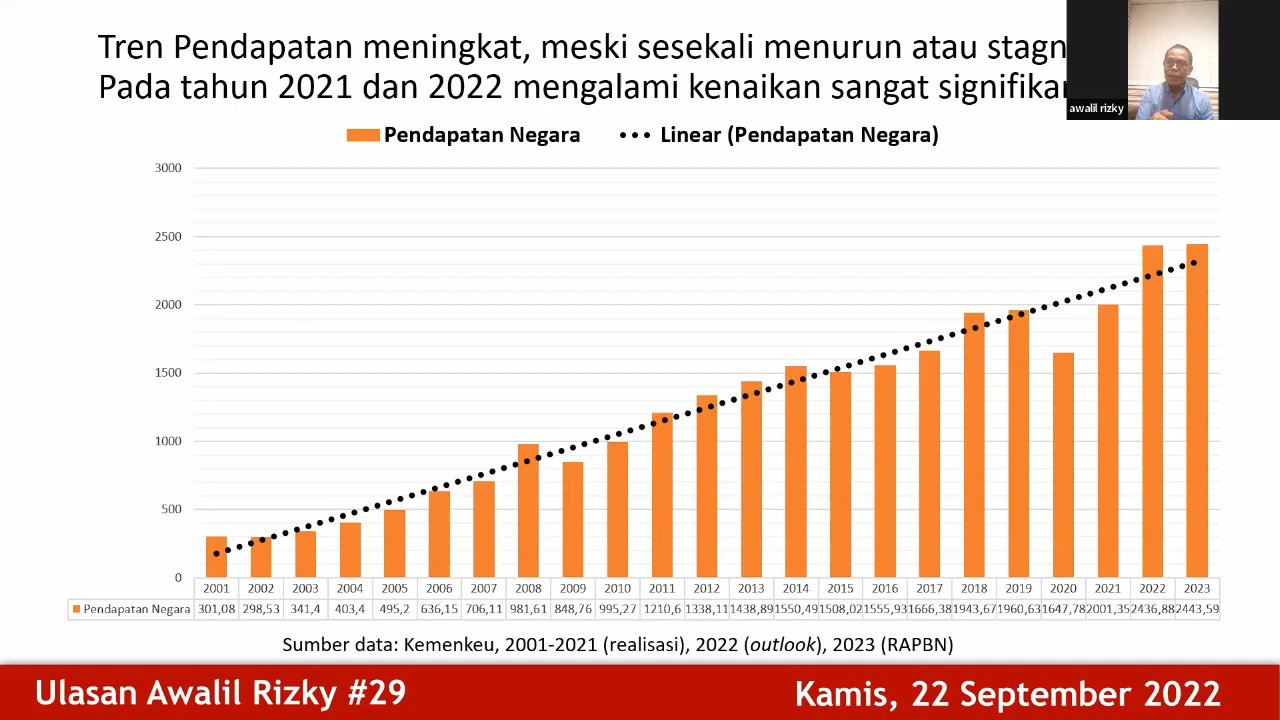 Tren Pendapatan meningkat, meski sesekali menurun atau
Pada tahun 2021 dan 2022 mengalami kenaikan sangat
awalil rizky
Pendapatan Negara Linear (Pendapatan Negara)
3000
2500
2000
1500
1000
500
0
2001 2002 2003 2004 2005 2006 2007 2008 2009 2010 2011 2012 2013 2014 2015 2016 2017 2018 2019 2020 2021 2022 2023
Pendapatan Negara 301,08 298,53 341,4 403,4 495,2 636,15 706,11 981,61 848,76 995,27 1210,6 1338,11 1438,89 1550,49 1508,02 1555,93 1666,38 1943,67 1960,63 1647,78 2001,35 2436,88 2443,59
Sumber data: Kemenkeu, 2001-2021 (realisasi), 2022 (outlook), 2023 (RAPBN)
Ulasan Awalil Rizky #29
Kamis, 22 September 2022